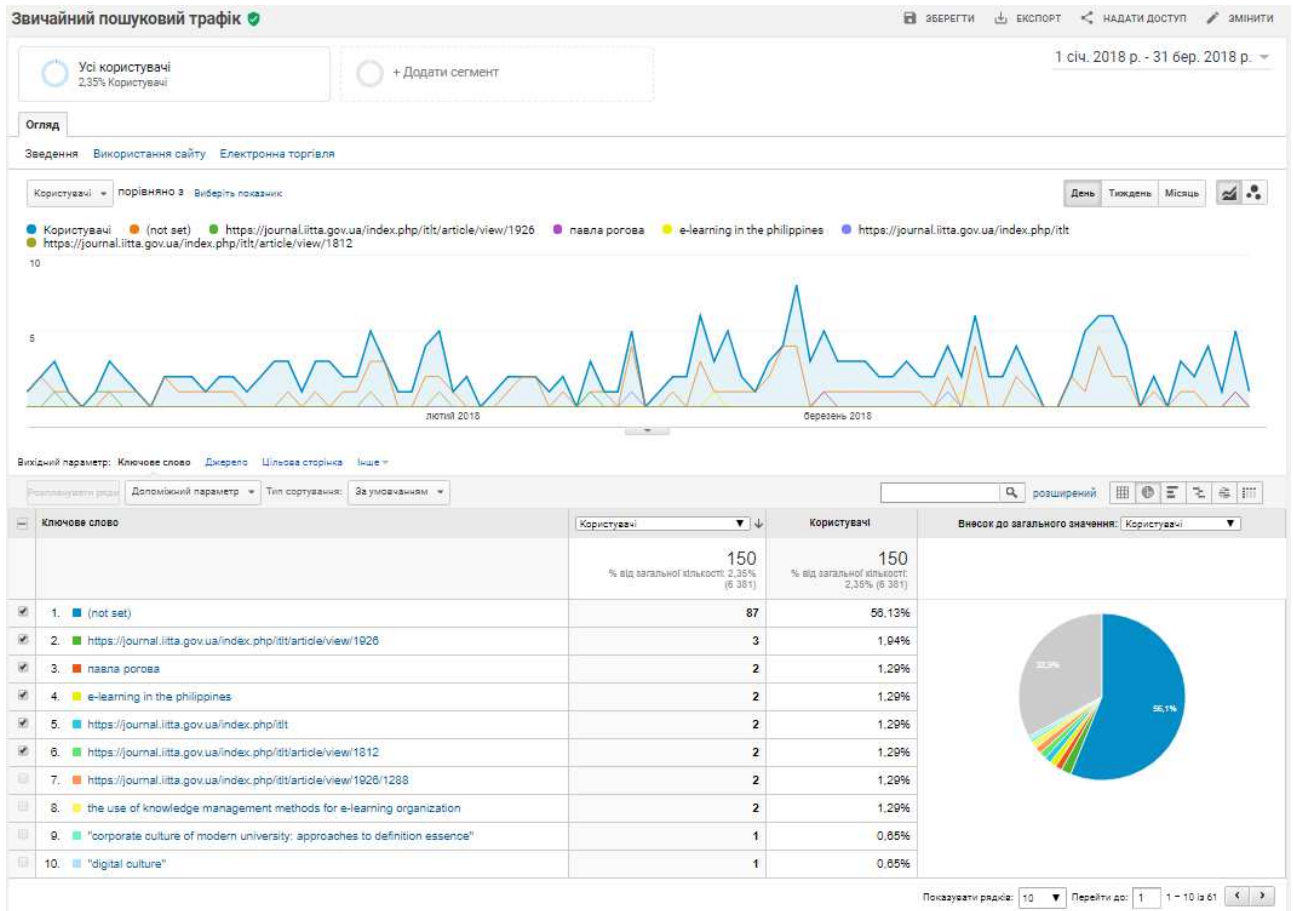 Звичайний пошуковий трафік
ЗБЕРЕГТИ ЕКСПОРТ НАДАТИ ДОСТУП ЗМІНИТИ
Усі користувачі
2,35% Користувачі
+ Додати сегмент
1 січ. 2018 р. - 31 бер. 2018 р.
Огляд
Зведення Використання сайту Електронна торгівля
Користувачі порівняно з Виберіть показник
День Тиждень Місяць
Користувачі (not set) https://journal.iitta.gov.ua/index.php/itlt/article/view/1926 павла рогова e-learning in the philippines https://journal.iitta.gov.ua/index.php/itlt
https://journal.iitta.gov.ua/index.php/itlt/article/view/1812
10
5
лютий 2018 березень 2018
Вихідний параметр: Ключове слово Джерело Цільова сторінка Інше
Допоміжний параметр Тип сортування: За умовчанням розширений
Ключове слово Користувачі Користувачі Внесок до загального значення: Користувачі
150 150
% від загальної кількості: 2,35% (6 381) % від загальної кількості: 2,35% (6 381)
1. (not set) 87 56,13%
2. https://journal.iitta.gov.ua/index.php/itlt/article/view/1926 3 1,94%
3. павла рогова 2 1,29%
4. e-learning in the philippines 2 1,29%
5. https://journal.iitta.gov.ua/index.php/itlt 2 1,29%
6. https://journal.iitta.gov.ua/index.php/itlt/article/view/1812 2 1,29%
7. https://journal.iitta.gov.ua/index.php/itlt/article/view/1926/1288 2 1,29%
8. the use of knowledge management methods for e-learning organization 2 1,29%
9. "corporate culture of modern university: approaches to definition essence" 1 0,65%
10. "digital culture" 1 0,65%
32,3%
56,1%
Показувати рядків: 10 Перейти до: 1 1 – 10 із 61